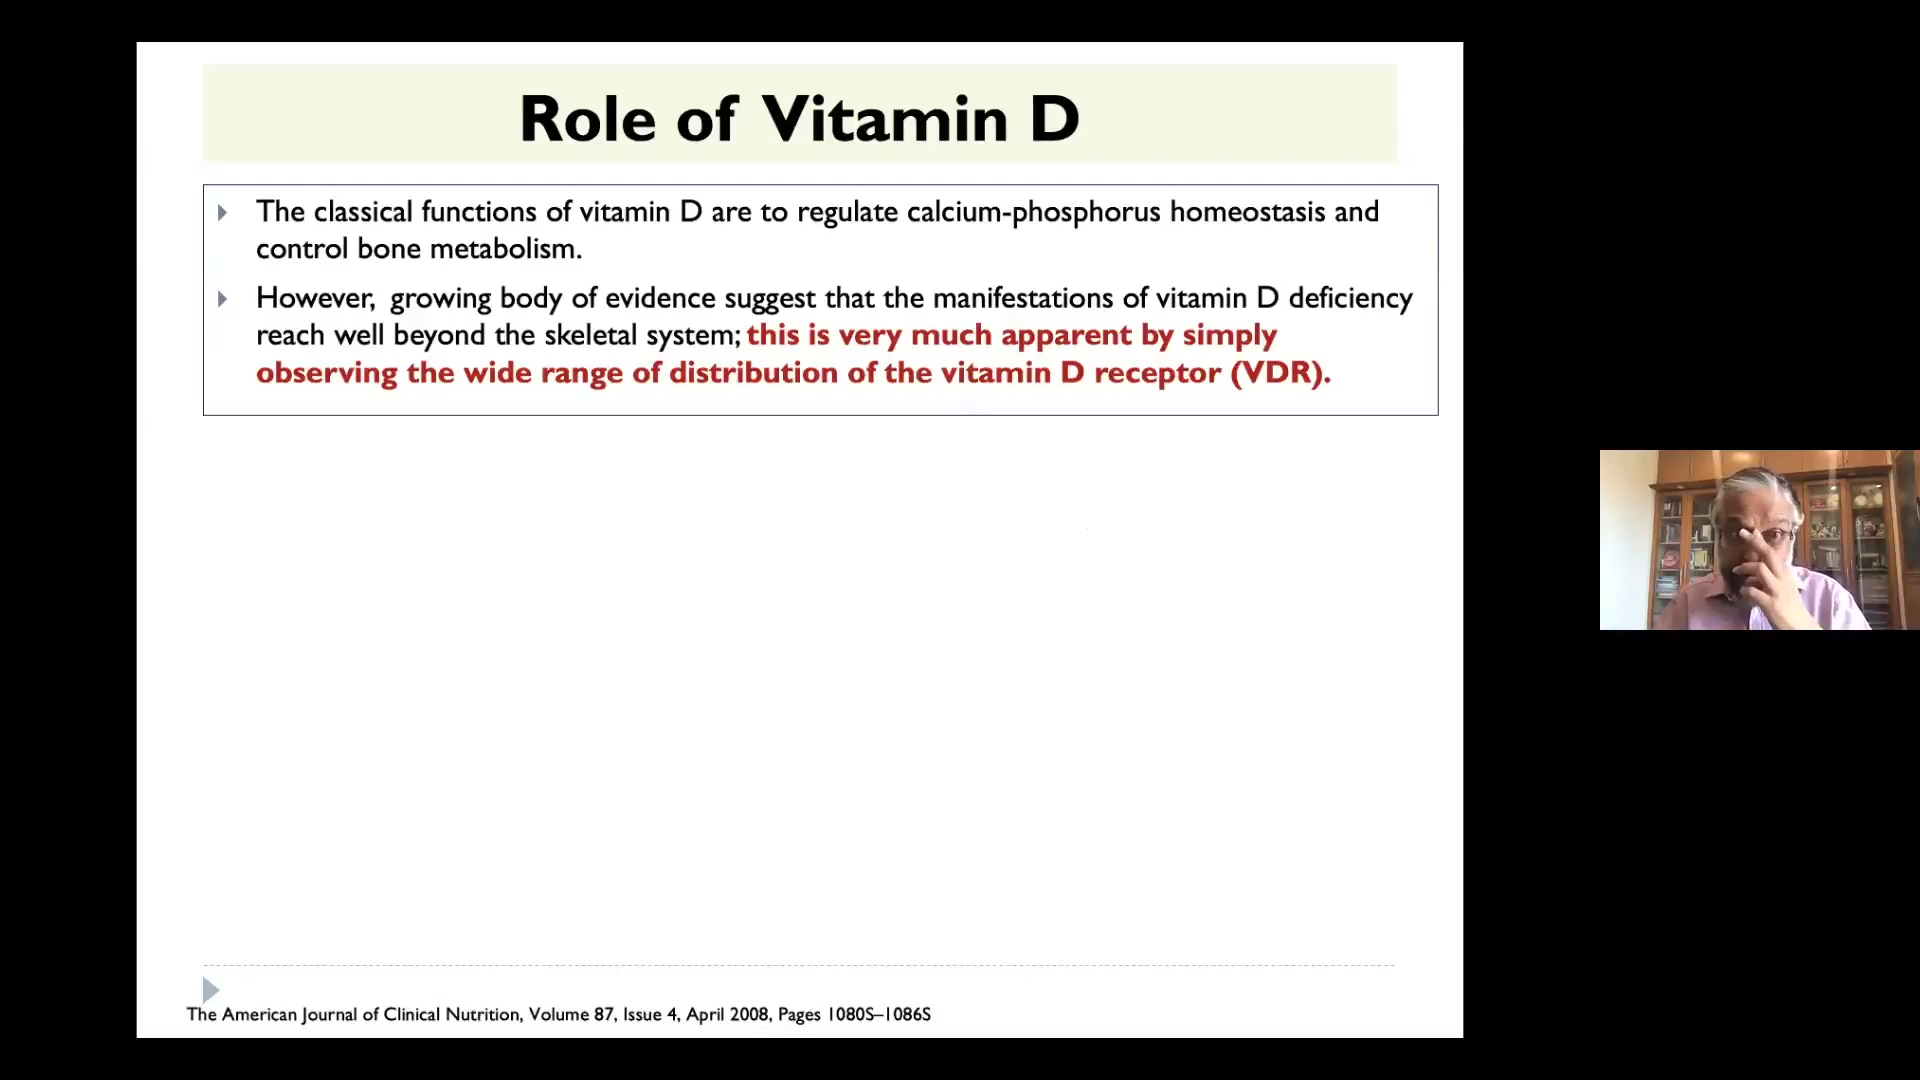 Role of Vitamin D
The classical functions of vitamin D are to regulate calcium-phosphorus homeostasis and
control bone metabolism.
However, growing body of evidence suggest that the manifestations of vitamin D deficiency
reach well beyond the skeletal system; this is very much apparent by simply
observing the wide range of distribution of the vitamin D receptor (VDR).
The American Journal of Clinical Nutrition, Volume 87, Issue 4, April 2008, Pages 1080S–1086S